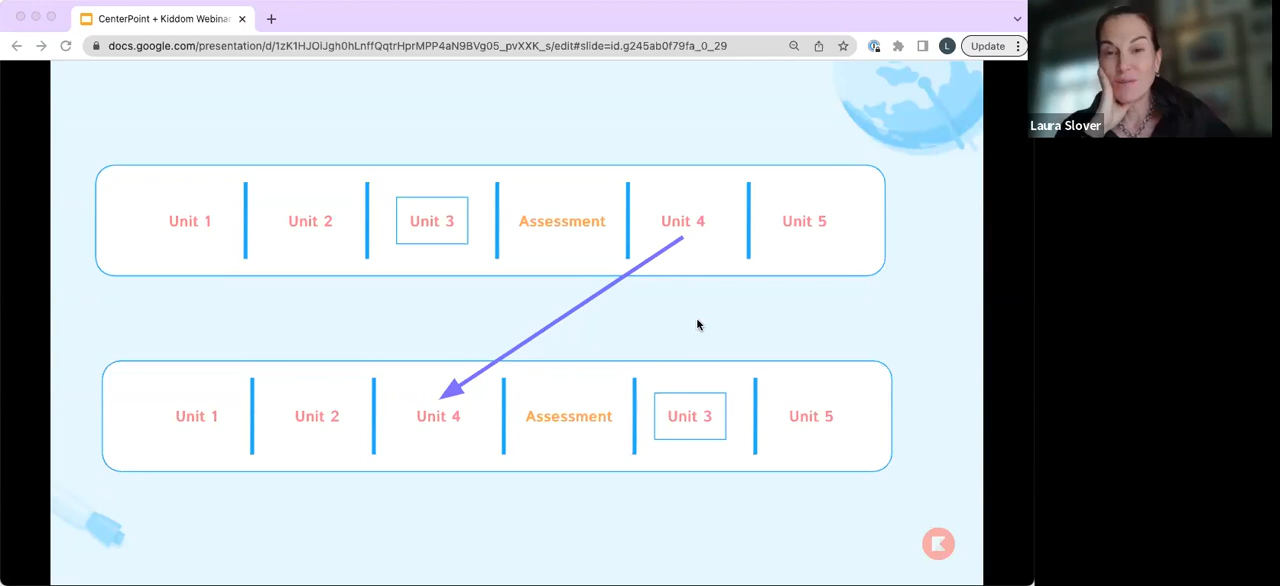 CenterPoint + Kiddom Webinar
docs.google.com/presentation/d/1zK1HJOiJgh0hLnffQqtrHprMPP4aN9BVg05_pvXXK_s/edit#slide=id.g245ab0f79fa_0_29
L
Update
Laura Slover
Unit 1
Unit 2
Unit 3
Assessment
Unit 4
Unit 5
Unit 1
Unit 2
Unit 4
Assessment
Unit 3
Unit 5